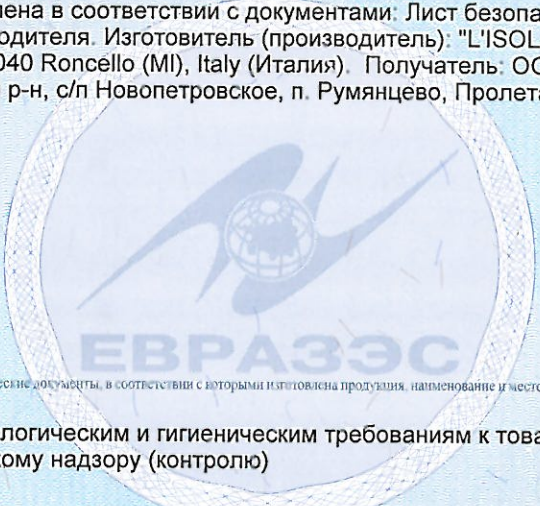 лена в соответствии с документами: Лист безопа
одителя. Изготовитель (производитель): "L'ISOL
040 Roncello (MI), Italy (Италия). Получатель: ОО
р-н, с/п Новопетровское, п. Румянцево, Пролета
ЕВРАЗЭС
еские документы, в соответствии с которыми изготовлена продукция, наименование и место
логическим и гигиеническим требованиям к това
кому надзору (контролю)